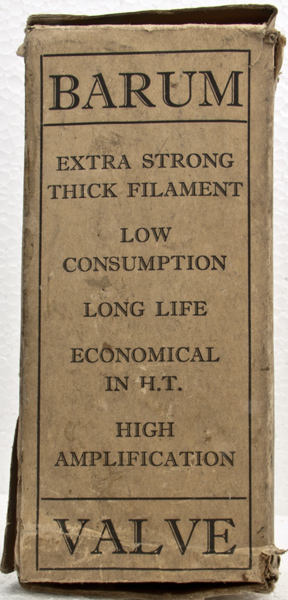 BARUM
EXTRA STRONG
THICK FILAMENT
LOW
CONSUMPTION
LONG LIFE
ECONOMICAL
IN H.T.
HIGH
AMPLIFICATION
VALVE